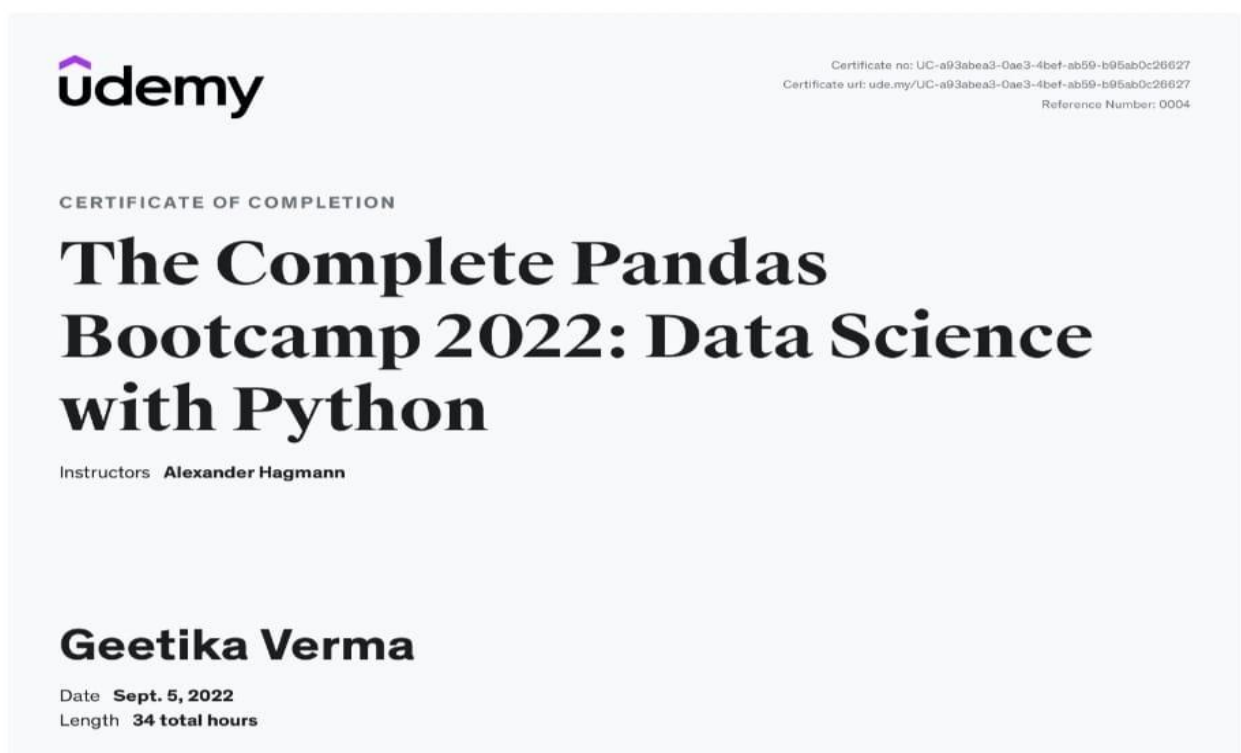 udemy
Certificate no: UC-a93abea3-0ae3-4bef-ab59-b95ab0c26627
Certificate url: ude.my/UC-a93abea3-0ae3-4bef-ab59-b95ab0c26627
Reference Number: 0004
CERTIFICATE OF COMPLETION
The Complete Pandas
Bootcamp 2022: Data Science
with Python
Instructors Alexander Hagmann
Geetika Verma
Date Sept. 5, 2022
Length 34 total hours